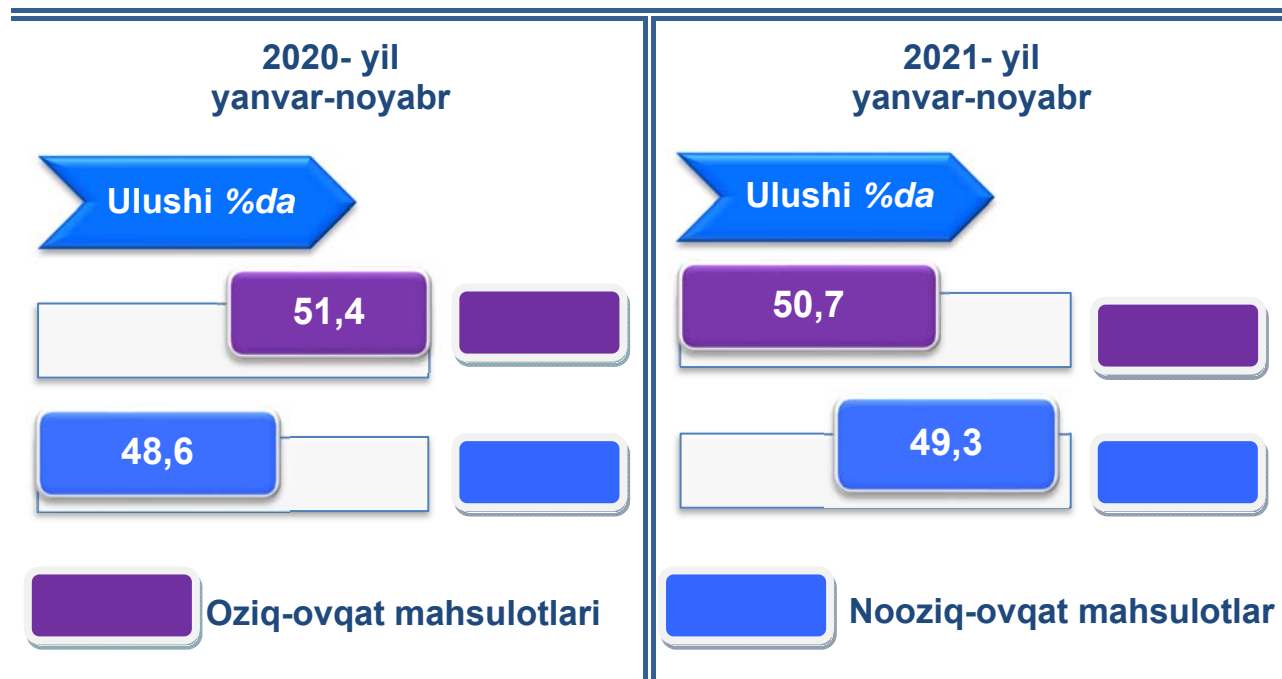 2020- yil
yanvar-noyabr
Ulushi %da
51,4
48,6
Oziq-ovqat mahsulotlari
2021- yil
yanvar-noyabr
Ulushi %da
50,7
49,3
Nooziq-ovqat mahsulotlar